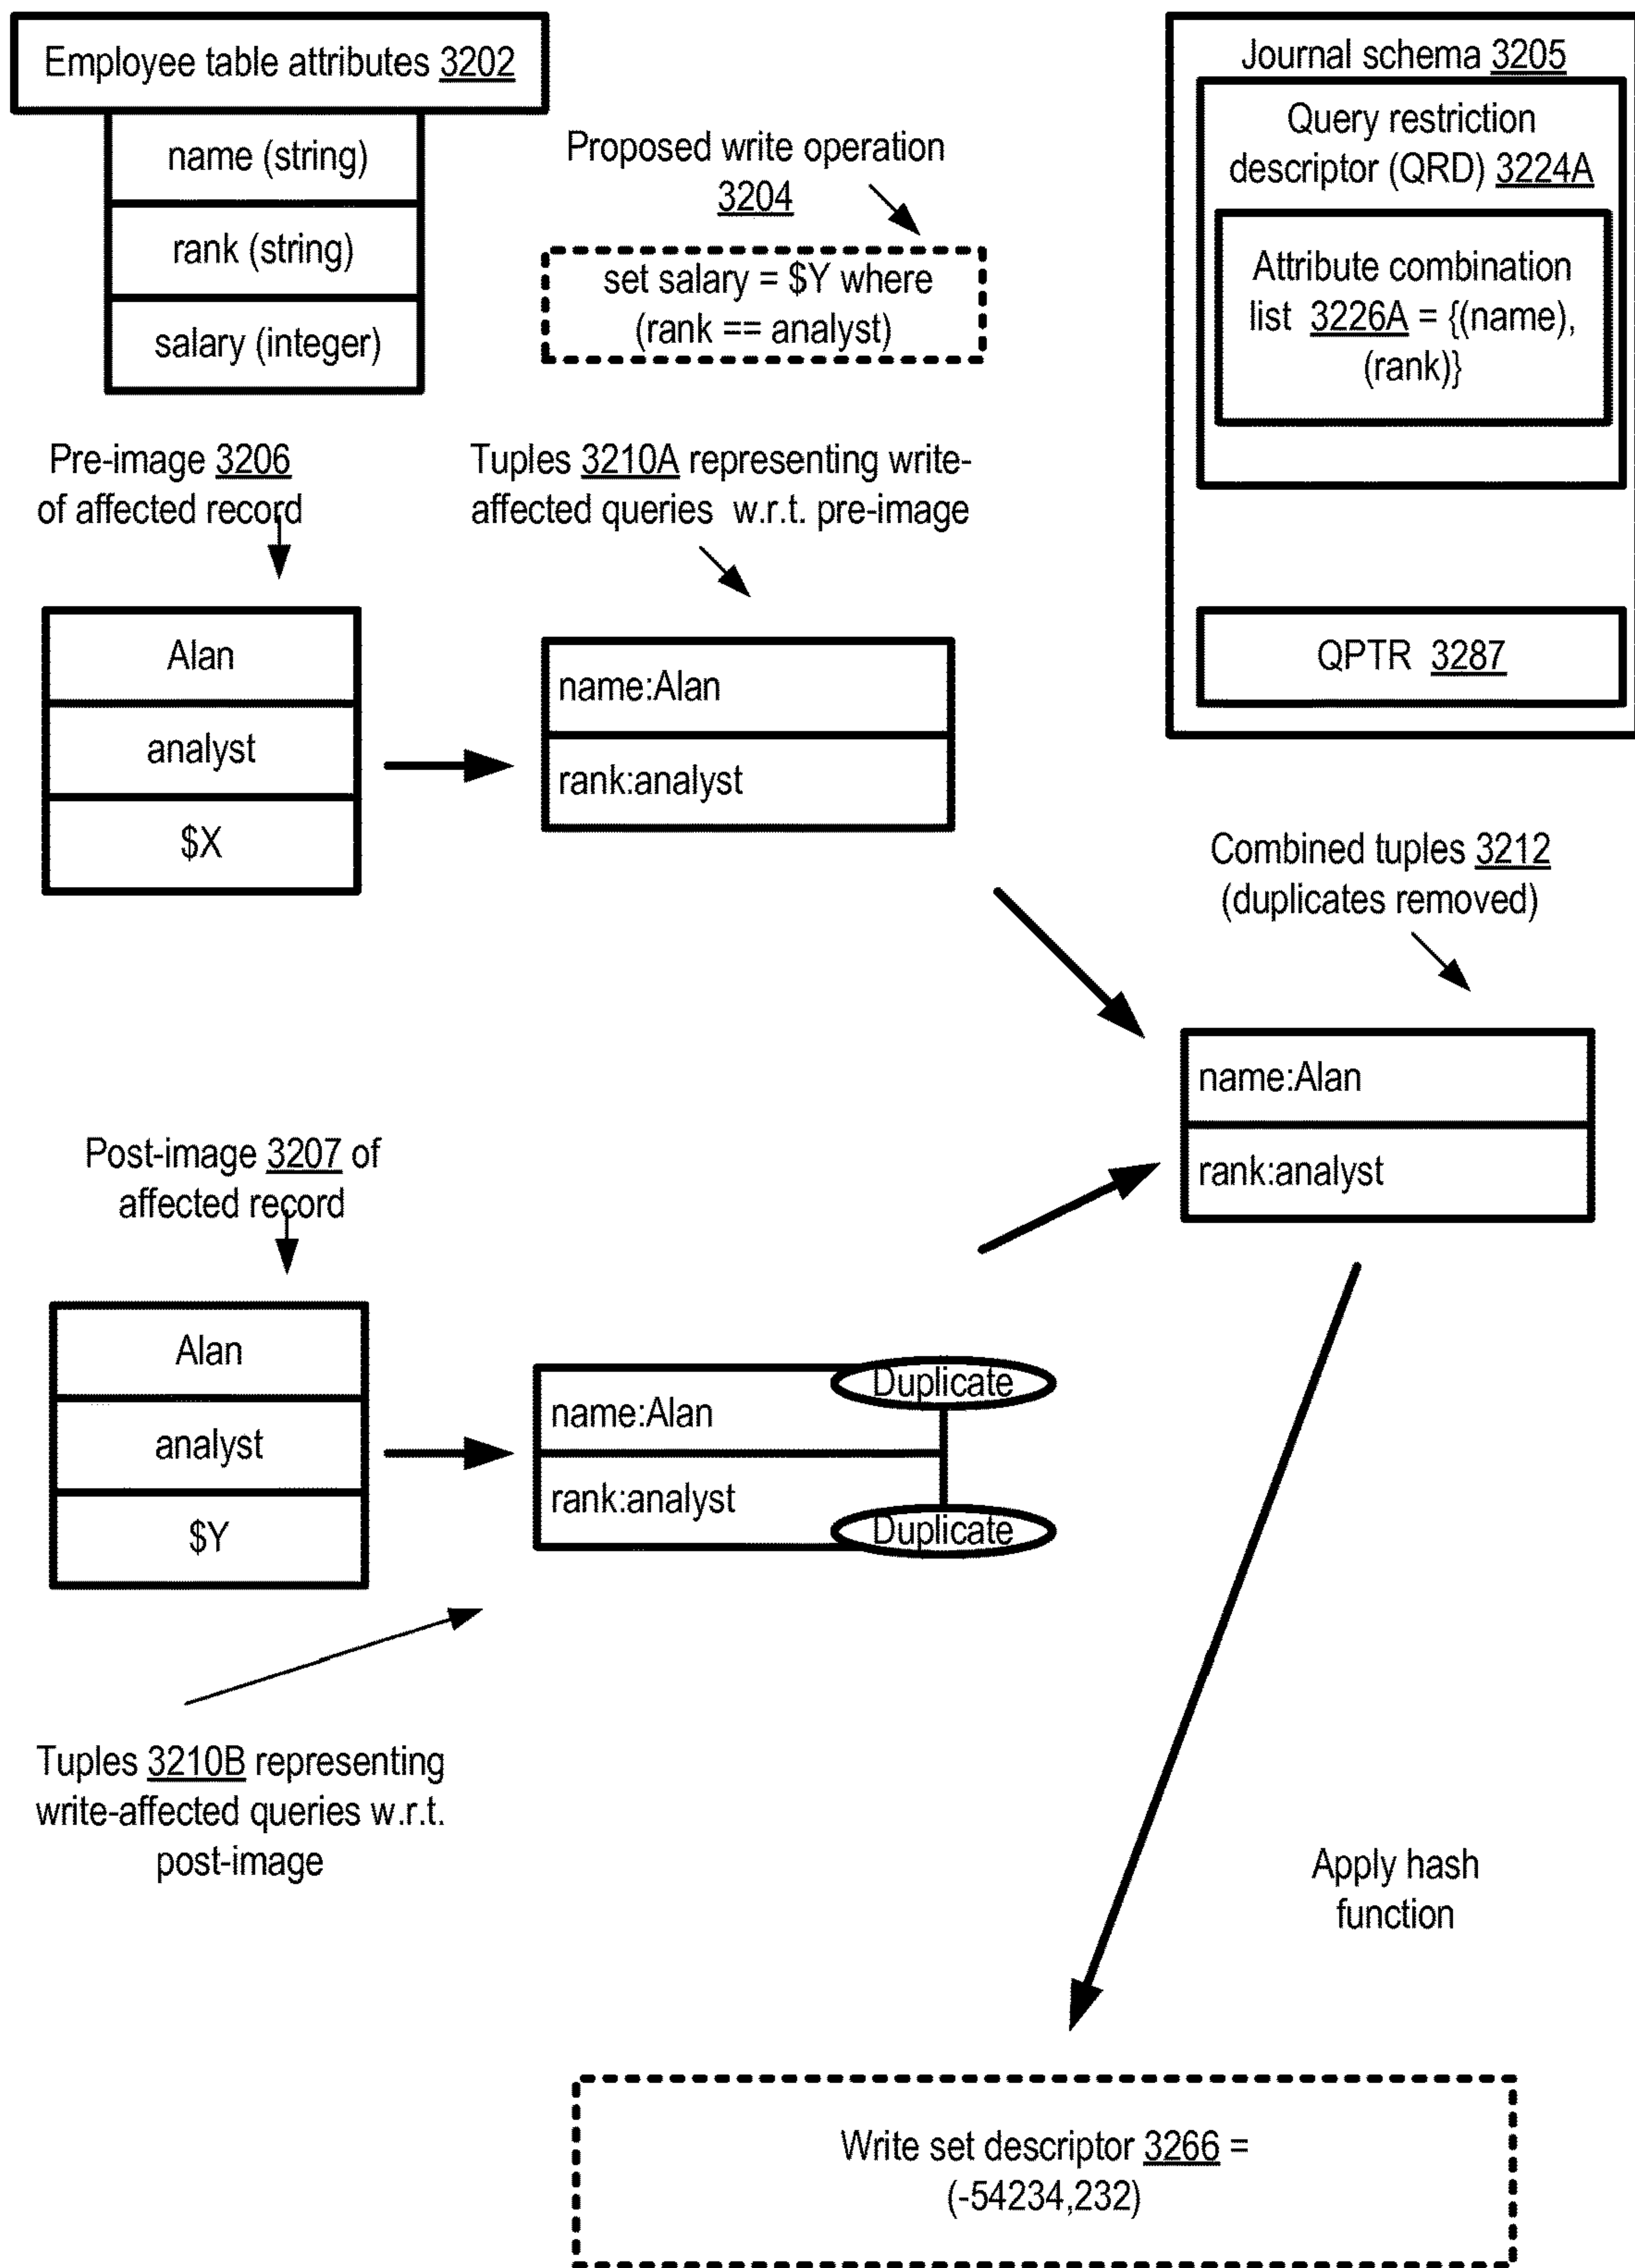 Employee table attributes 3202
name (string)
rank (string)
salary (integer)
Proposed write operation
3204
set salary = $Y where
(rank == analyst)
Journal schema 3205
Query restriction
descriptor (QRD) 3224A
Attribute combination
list 3226A = {(name),
(rank)}
QPTR 3287
Pre-image 3206
of affected record
Alan
analyst
$X
Tuples 3210A representing write-
affected queries w.r.t. pre-image
name:Alan
rank:analyst
Combined tuples 3212
(duplicates removed)
name:Alan
rank:analyst
Post-image 3207 of
affected record
Alan
analyst
$Y
name:Alan
Duplicate
rank:analyst
Duplicate
Tuples 3210B representing
write-affected queries w.r.t.
post-image
Apply hash
function
Write set descriptor 3266 =
(-54234,232)